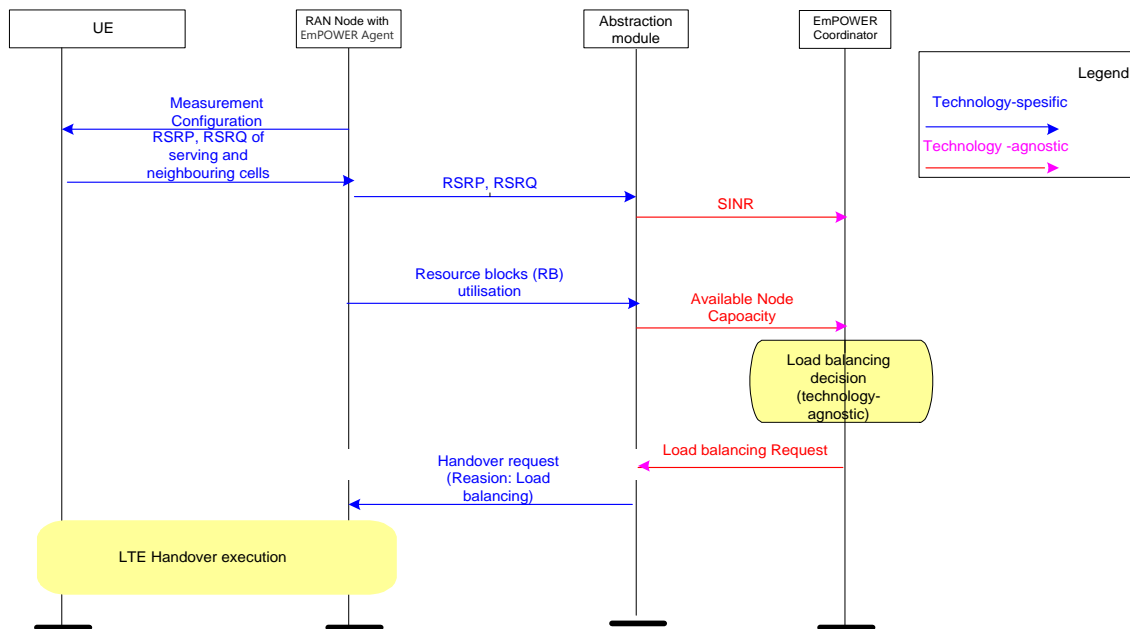 UE
RAN Node with
EmPOWER Agent
Abstraction
module
EmPOWER
Coordinator
Legend
Technology-spesific
Technology -agnostic
Measurement
Configuration
RSRP, RSRQ of
serving and
neighbouring cells
RSRP, RSRQ
SINR
Resource blocks (RB)
utilisation
Available Node
Capoacity
Load balancing
decision
(technology-
agnostic)
Load balancing Request
Handover request
(Reasion: Load
balancing)
LTE Handover execution